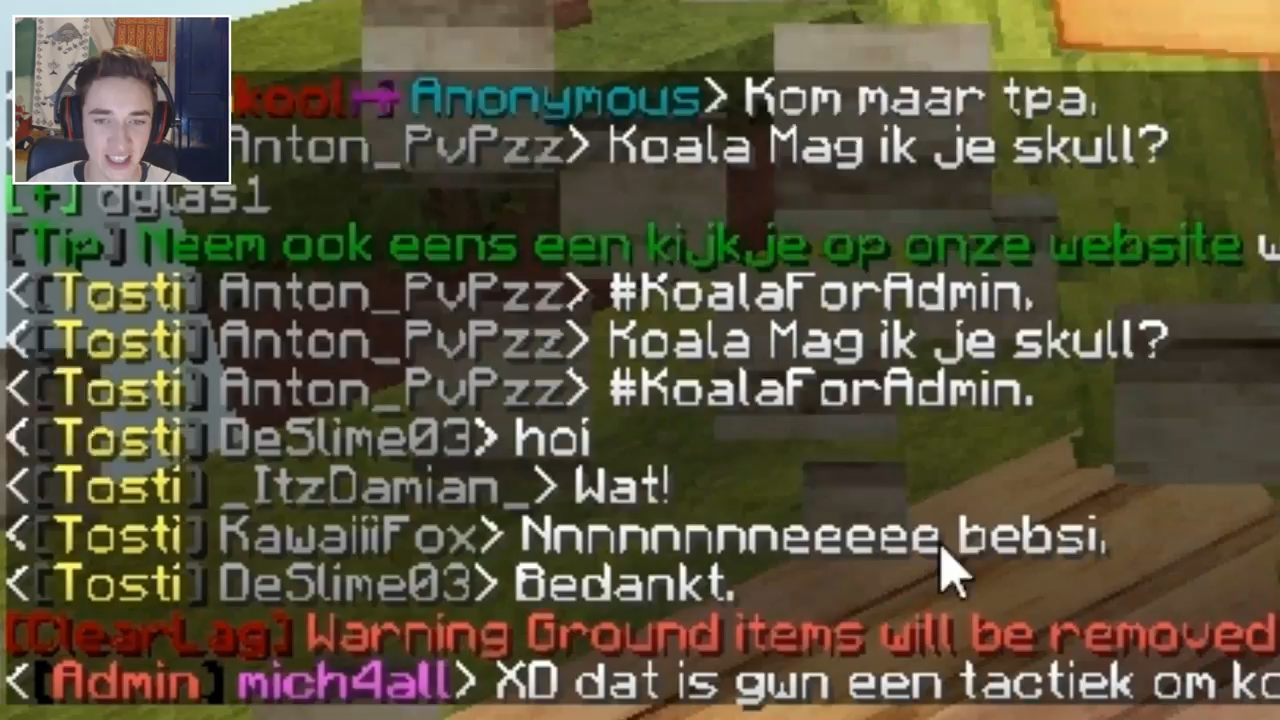 kool→] Anonymous> Kom maar tpa.
Anton_PvPzz> Koala Mag ik je skull?
[+] dylas1
[Tip] Neem ook eens een kijkje op onze website
<[Tosti] Anton_PvPzz> #KoalaForAdmin.
<[Tosti] Anton_PvPzz> Koala Mag ik je skull?
<[Tosti] Anton_PvPzz> #KoalaForAdmin.
<[Tosti] DeSlime03> hoi
<[Tosti] _ItzDamian_> Wat!
<[Tosti] KawaiiiFox> Nnnnnnnneeeeee bebsi.
<[Tosti] DeSlime03> Bedankt.
[ClearLag] Warning Ground items will be removed
<[Admin] mich4all> XD dat is gwn een tactiek om